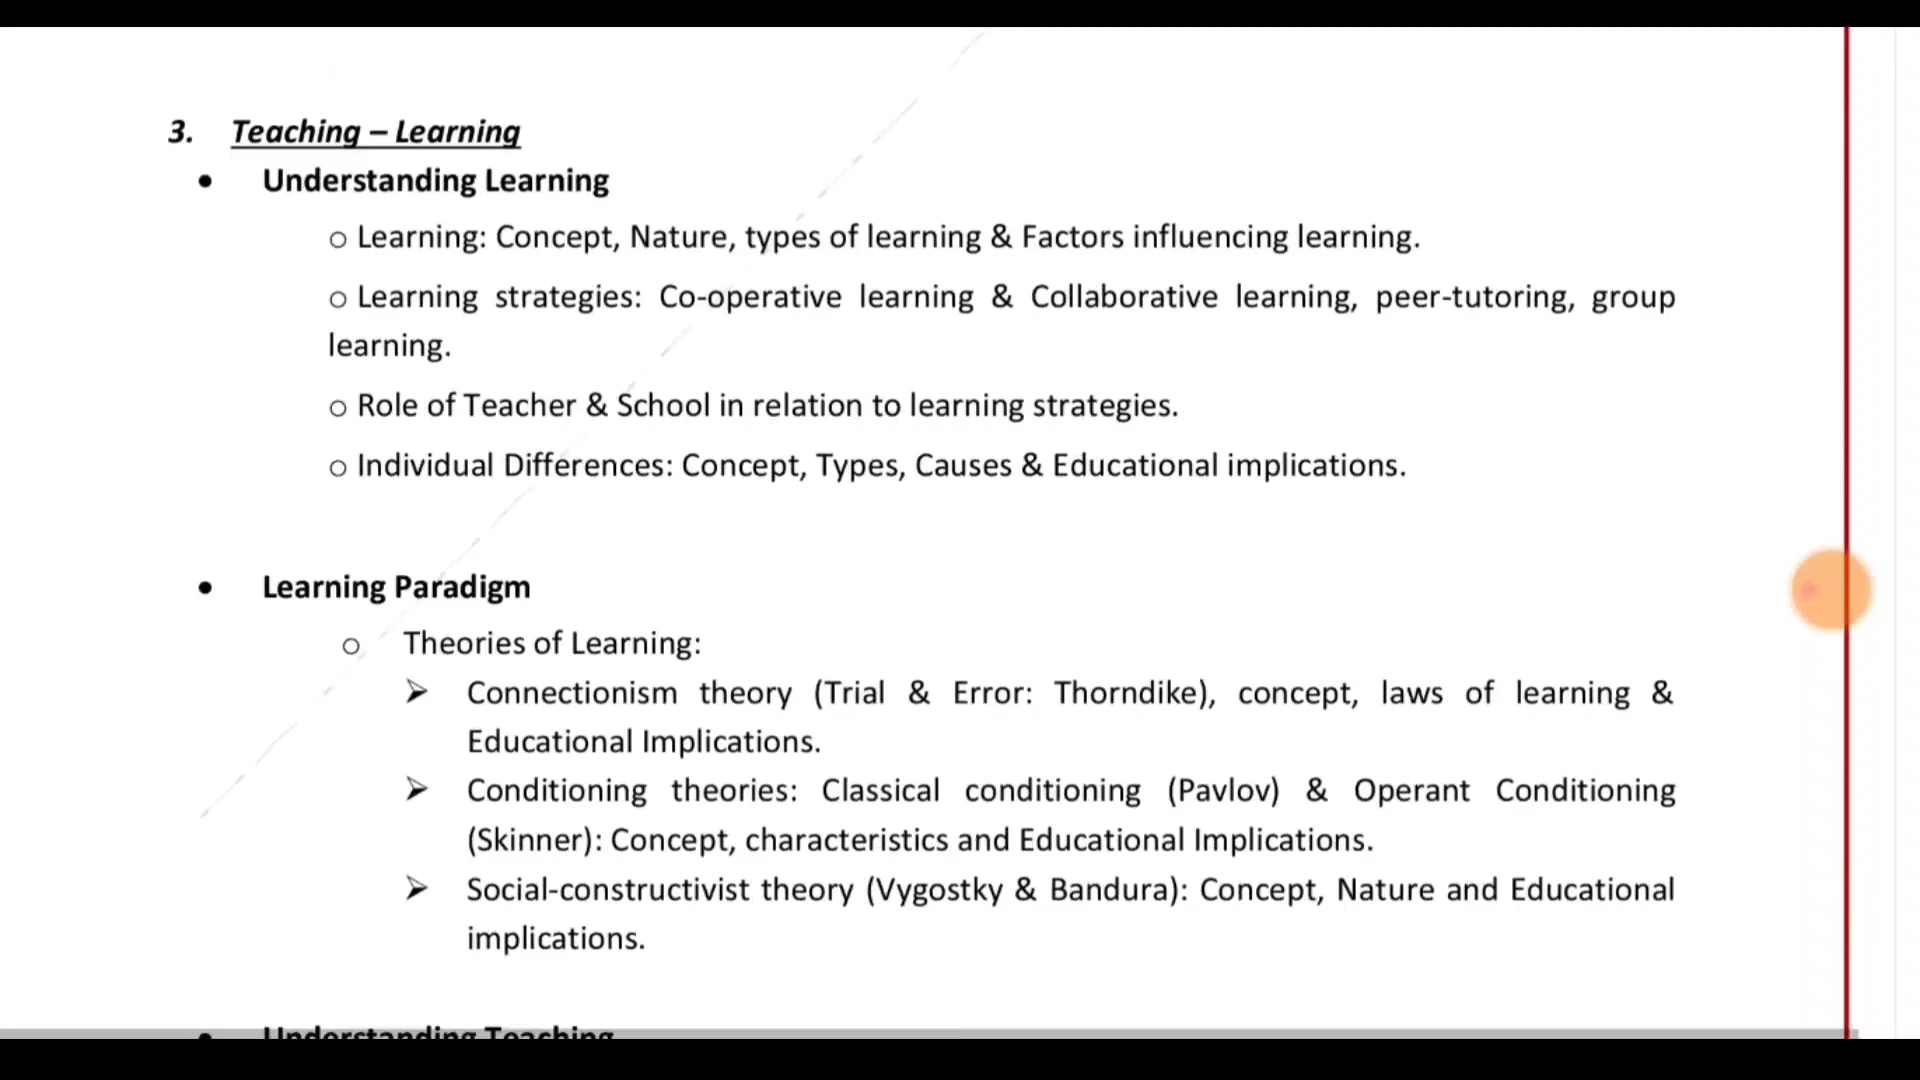 3. Teaching – Learning
• Understanding Learning
o Learning: Concept, Nature, types of learning & Factors influencing learning.
o Learning strategies: Co-operative learning & Collaborative learning, peer-tutoring, group
learning.
o Role of Teacher & School in relation to learning strategies.
o Individual Differences: Concept, Types, Causes & Educational implications.
• Learning Paradigm
o Theories of Learning:
➢ Connectionism theory (Trial & Error: Thorndike), concept, laws of learning &
Educational Implications.
➢ Conditioning theories: Classical conditioning (Pavlov) & Operant Conditioning
(Skinner): Concept, characteristics and Educational Implications.
➢ Social-constructivist theory (Vygostky & Bandura): Concept, Nature and Educational
implications.
• Understanding Teaching